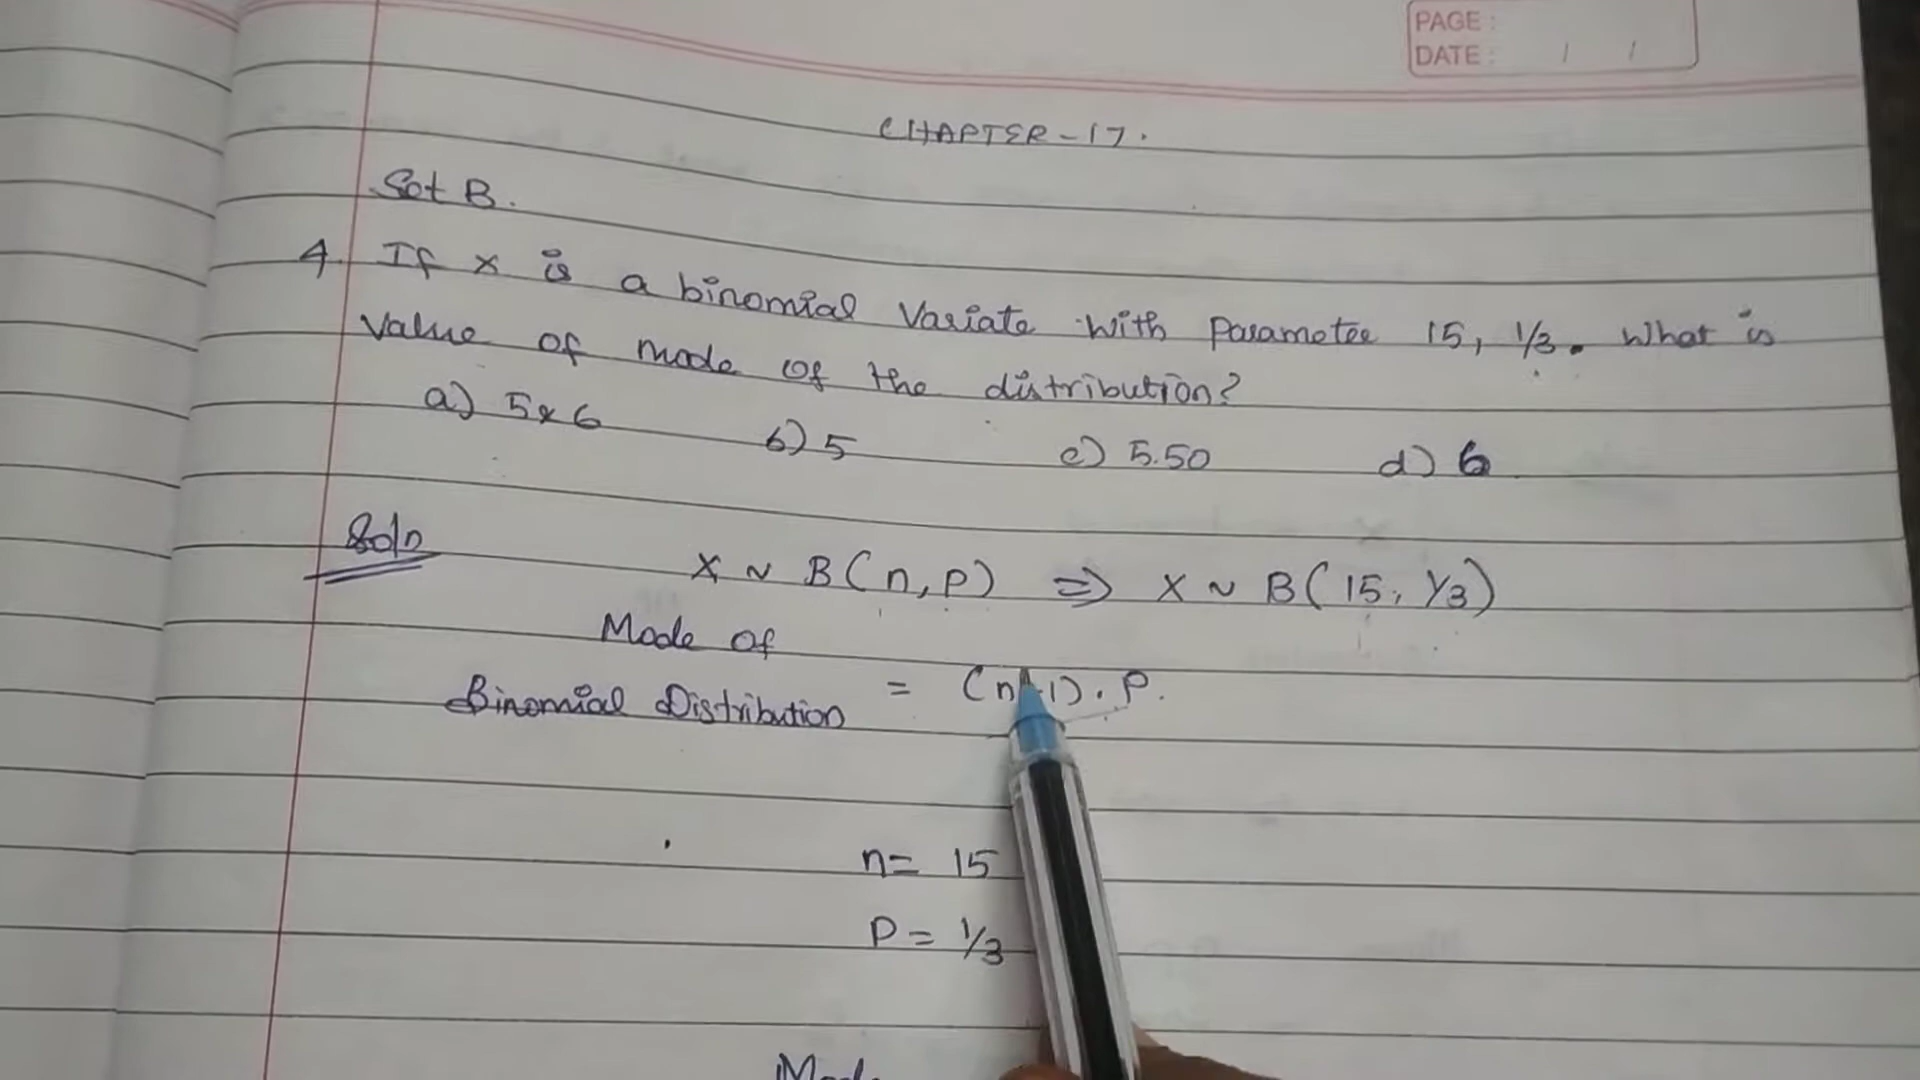 PAGE :
DATE : / /
CHAPTER-17.
Set B.
4. If x is a binomial Variate with Parameter 15, 1/3. What is
Value of mode of the distribution?
a) 5 & 6 b) 5 c) 5.50 d) 6
Soln
X ~ B(n, P) ⇒ X ~ B(15, 1/3)
Mode of
Binomial Distribution = (n+1). P.
n = 15
P = 1/3